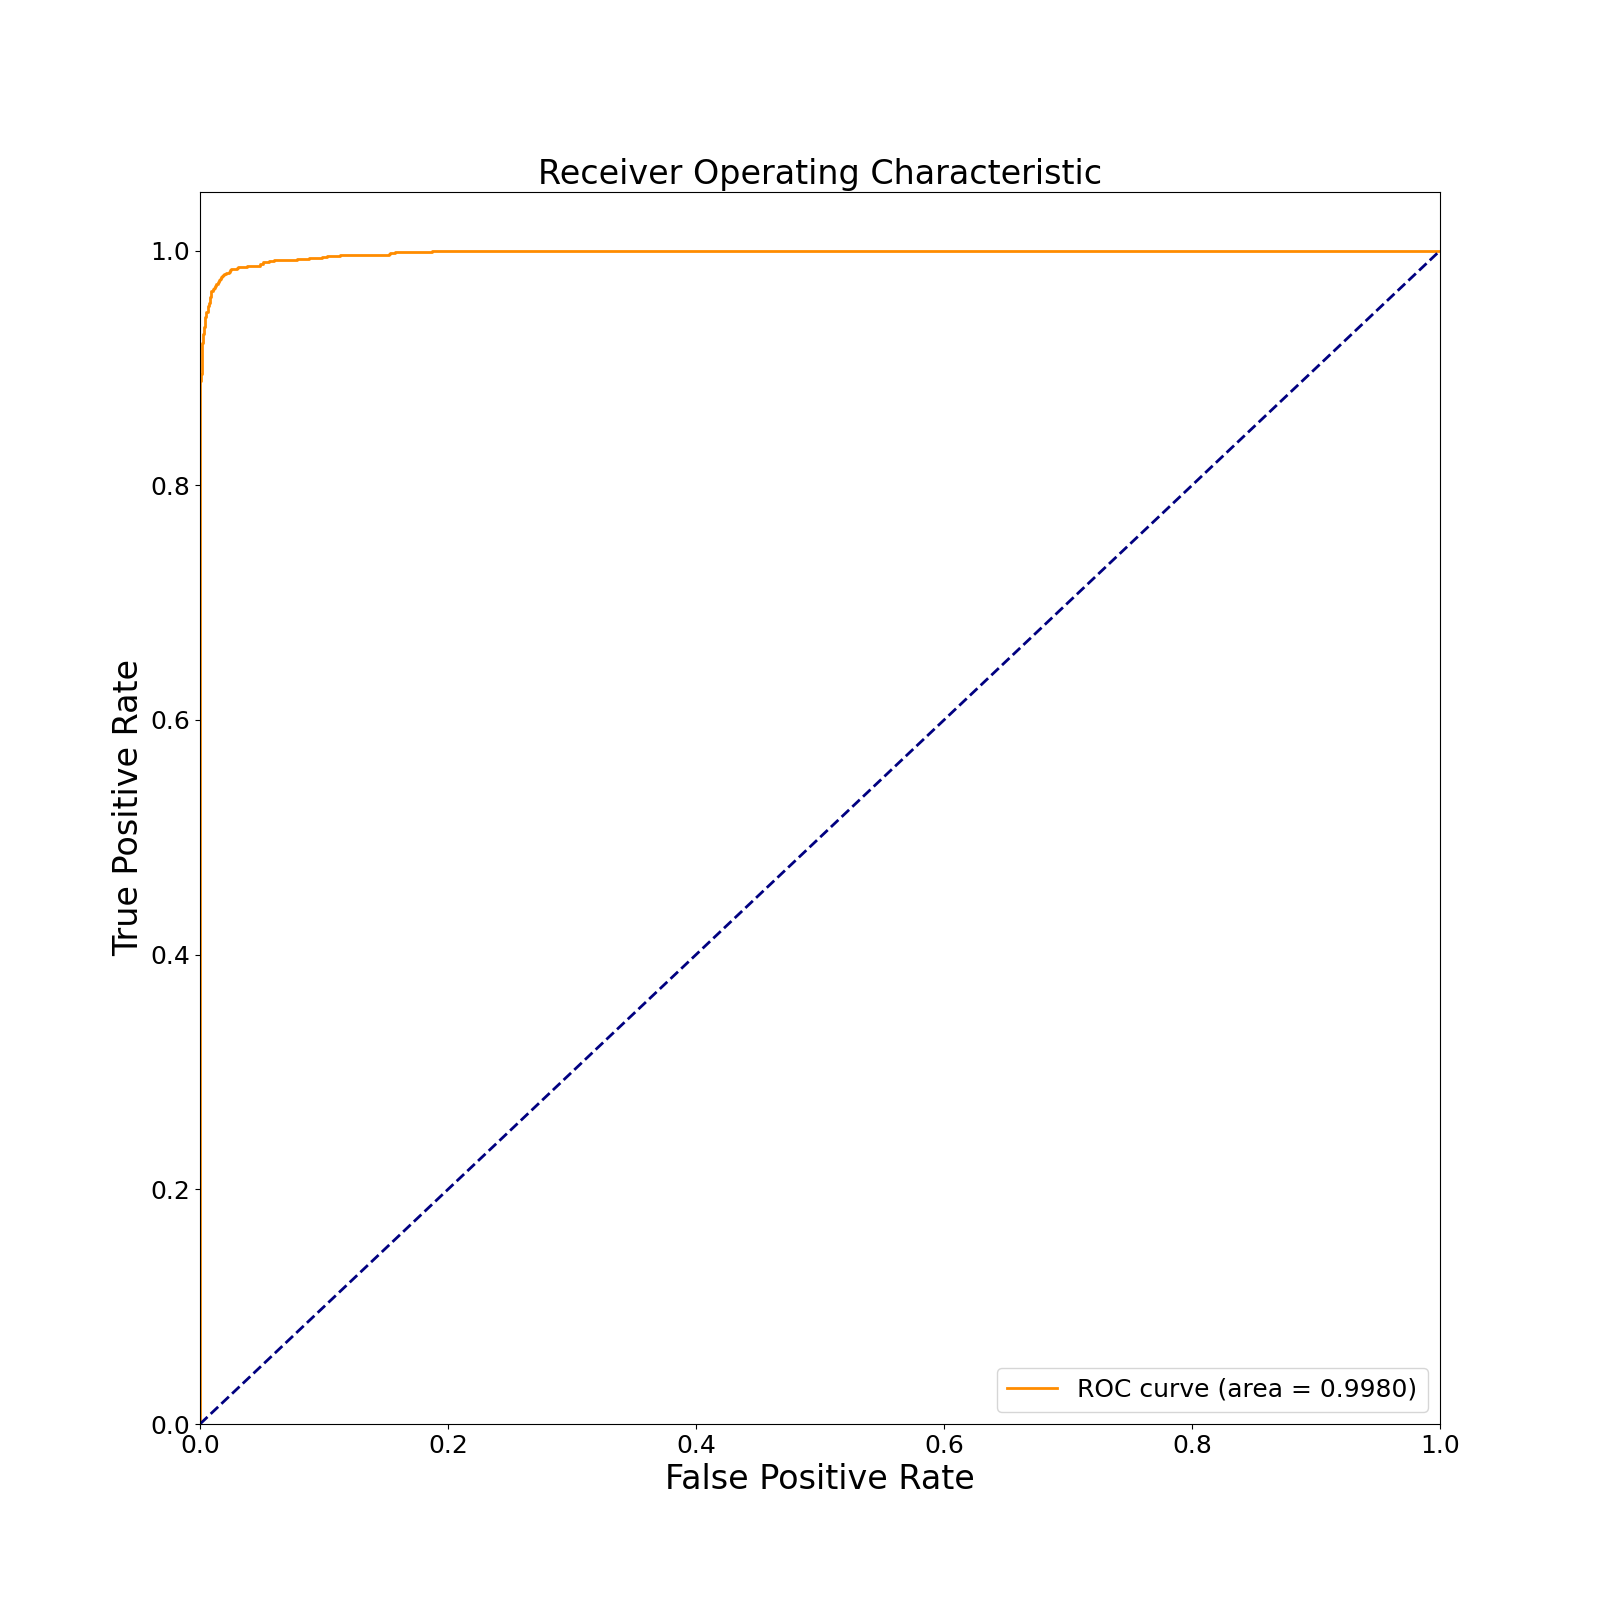 Receiver Operating Characteristic
1.0
0.8
0.6
0.4
0.2
0.0
True Positive Rate
0.0 0.2 0.4 0.6 0.8 1.0
False Positive Rate
ROC curve (area = 0.9980)